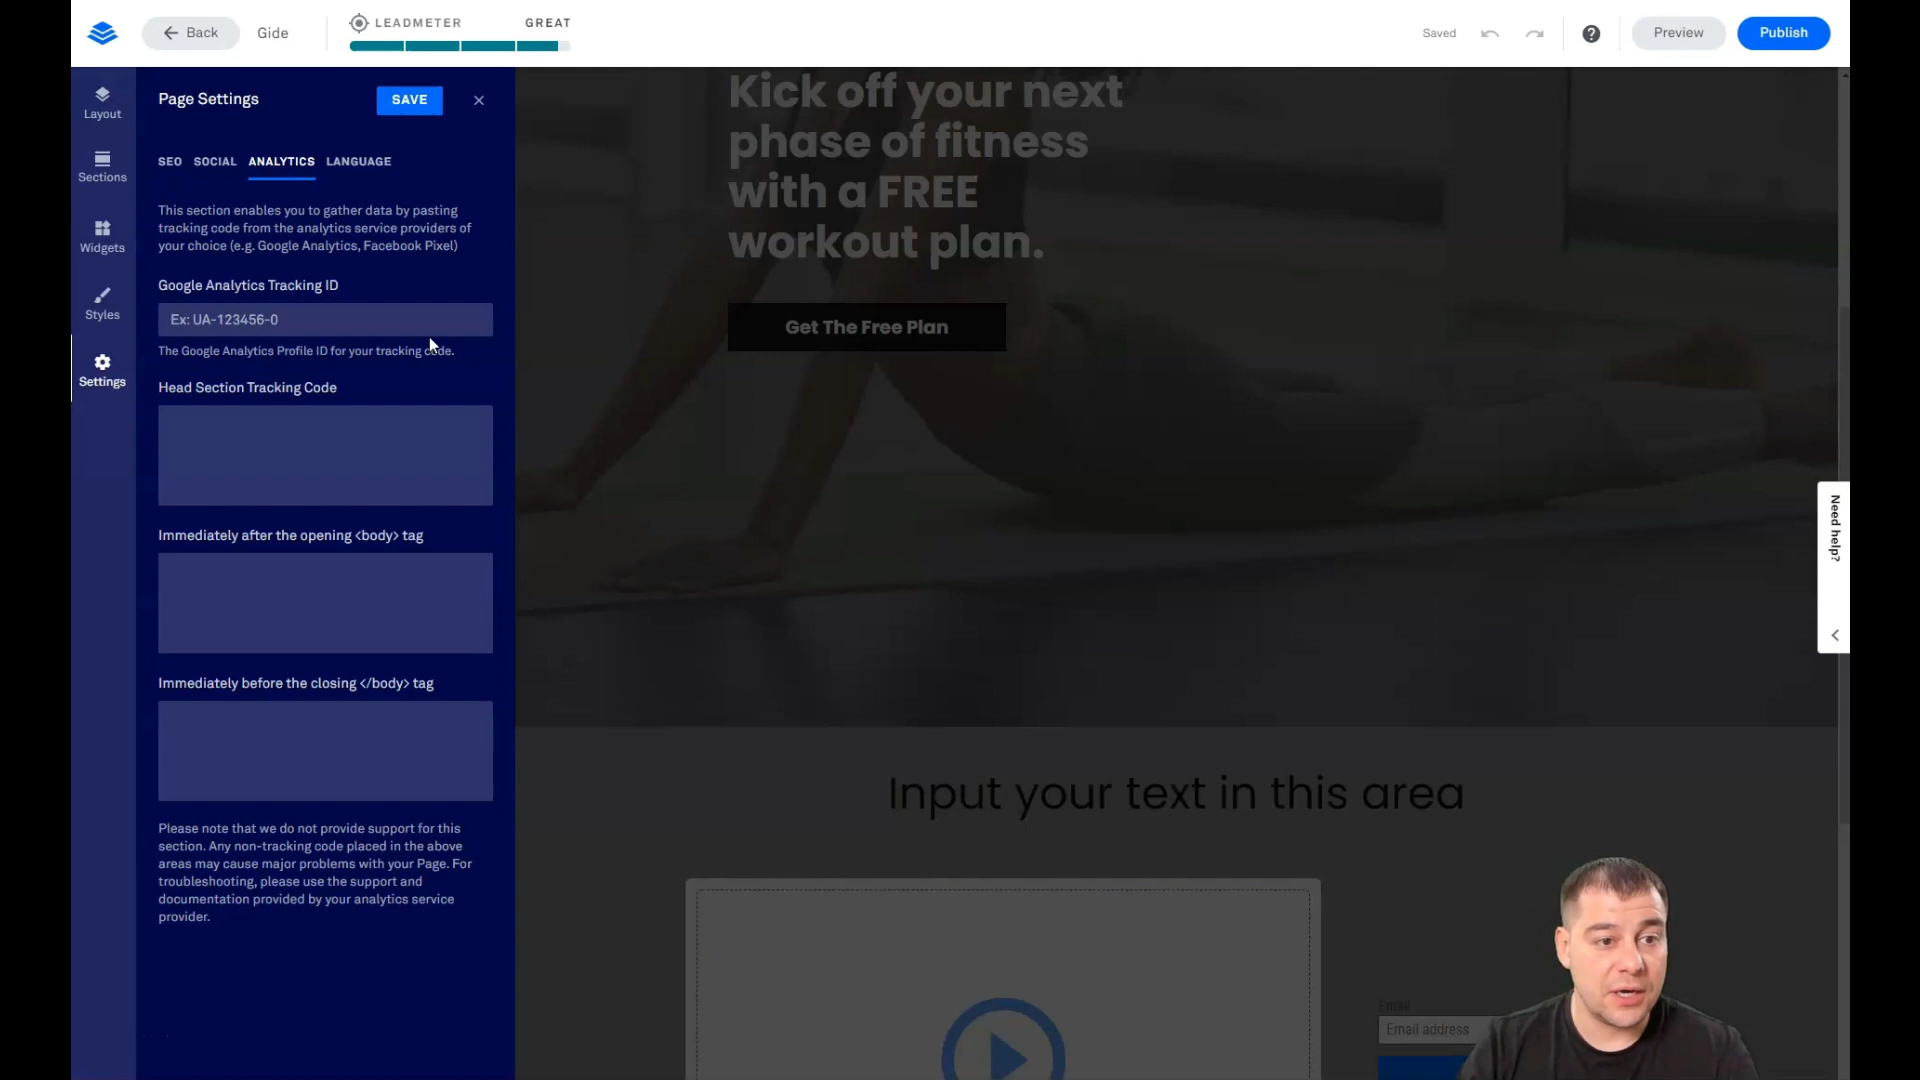 Back
Gide
LEADMETER
GREAT
Saved
Preview
Publish
Layout
Sections
Widgets
Styles
Settings
Page Settings
SAVE
SEO SOCIAL ANALYTICS LANGUAGE
This section enables you to gather data by pasting
tracking code from the analytics service providers of
your choice (e.g. Google Analytics, Facebook Pixel)
Google Analytics Tracking ID
Ex: UA-123456-0
The Google Analytics Profile ID for your tracking code.
Head Section Tracking Code
Immediately after the opening <body> tag
Immediately before the closing </body> tag
Please note that we do not provide support for this
section. Any non-tracking code placed in the above
areas may cause major problems with your Page. For
troubleshooting, please use the support and
documentation provided by your analytics service
provider.
Kick off your next
phase of fitness
with a FREE
workout plan.
Get The Free Plan
Input your text in this area
Email
Email address
Need help?